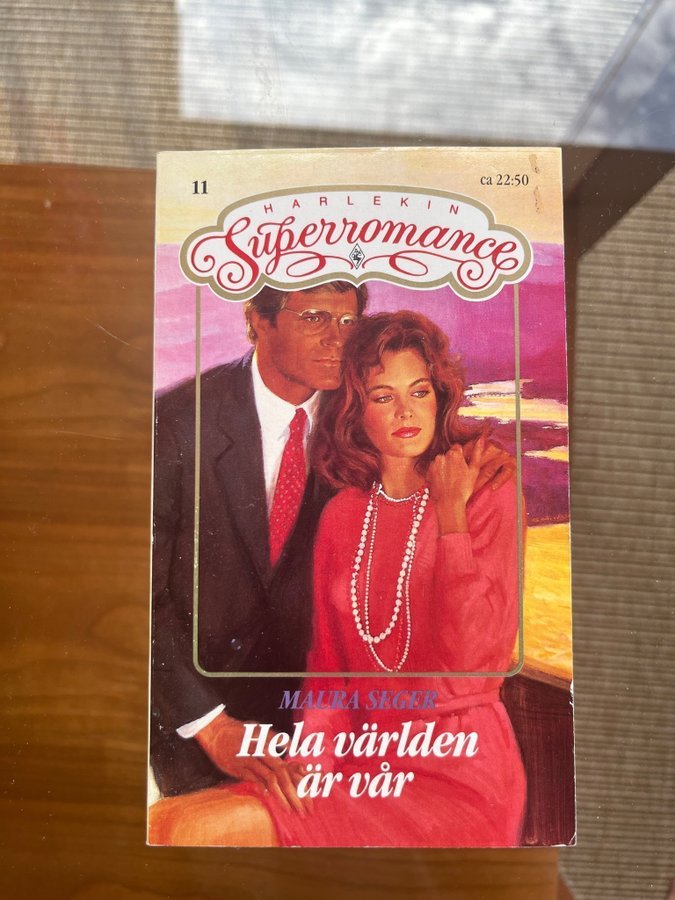 11
ca 22:50
HARLEKIN
Superromance
MAURA SEGER
Hela världen
är vår